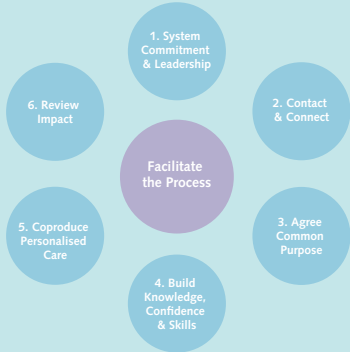 1. System
Commitment
& Leadership
2. Contact
& Connect
3. Agree
Common
Purpose
4. Build
Knowledge,
Confidence
& Skills
5. Coproduce
Personalised
Care
6. Review
Impact
Facilitate
the Process